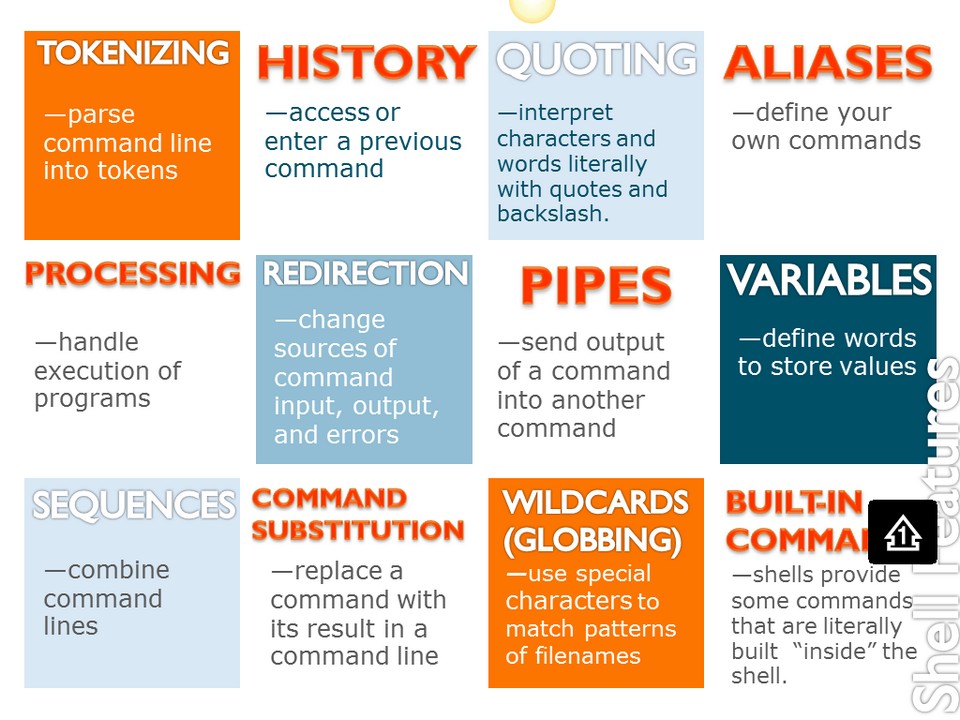 TOKENIZING
—parse
command line
into tokens
HISTORY
—access or
enter a previous
command
QUOTING
—interpret
characters and
words literally
with quotes and
backslash.
ALIASES
—define your
own commands
PROCESSING
—handle
execution of
programs
REDIRECTION
—change
sources of
command
input, output,
and errors
PIPES
—send output
of a command
into another
command
VARIABLES
—define words
to store values
SEQUENCES
—combine
command
lines
COMMAND
SUBSTITUTION
—replace a
command with
its result in a
command line
WILDCARDS
(GLOBBING)
—use special
characters to
match patterns
of filenames
BUILT-IN
—shells provide
some commands
that are literally
built “inside” the
shell.
Shell Features
1